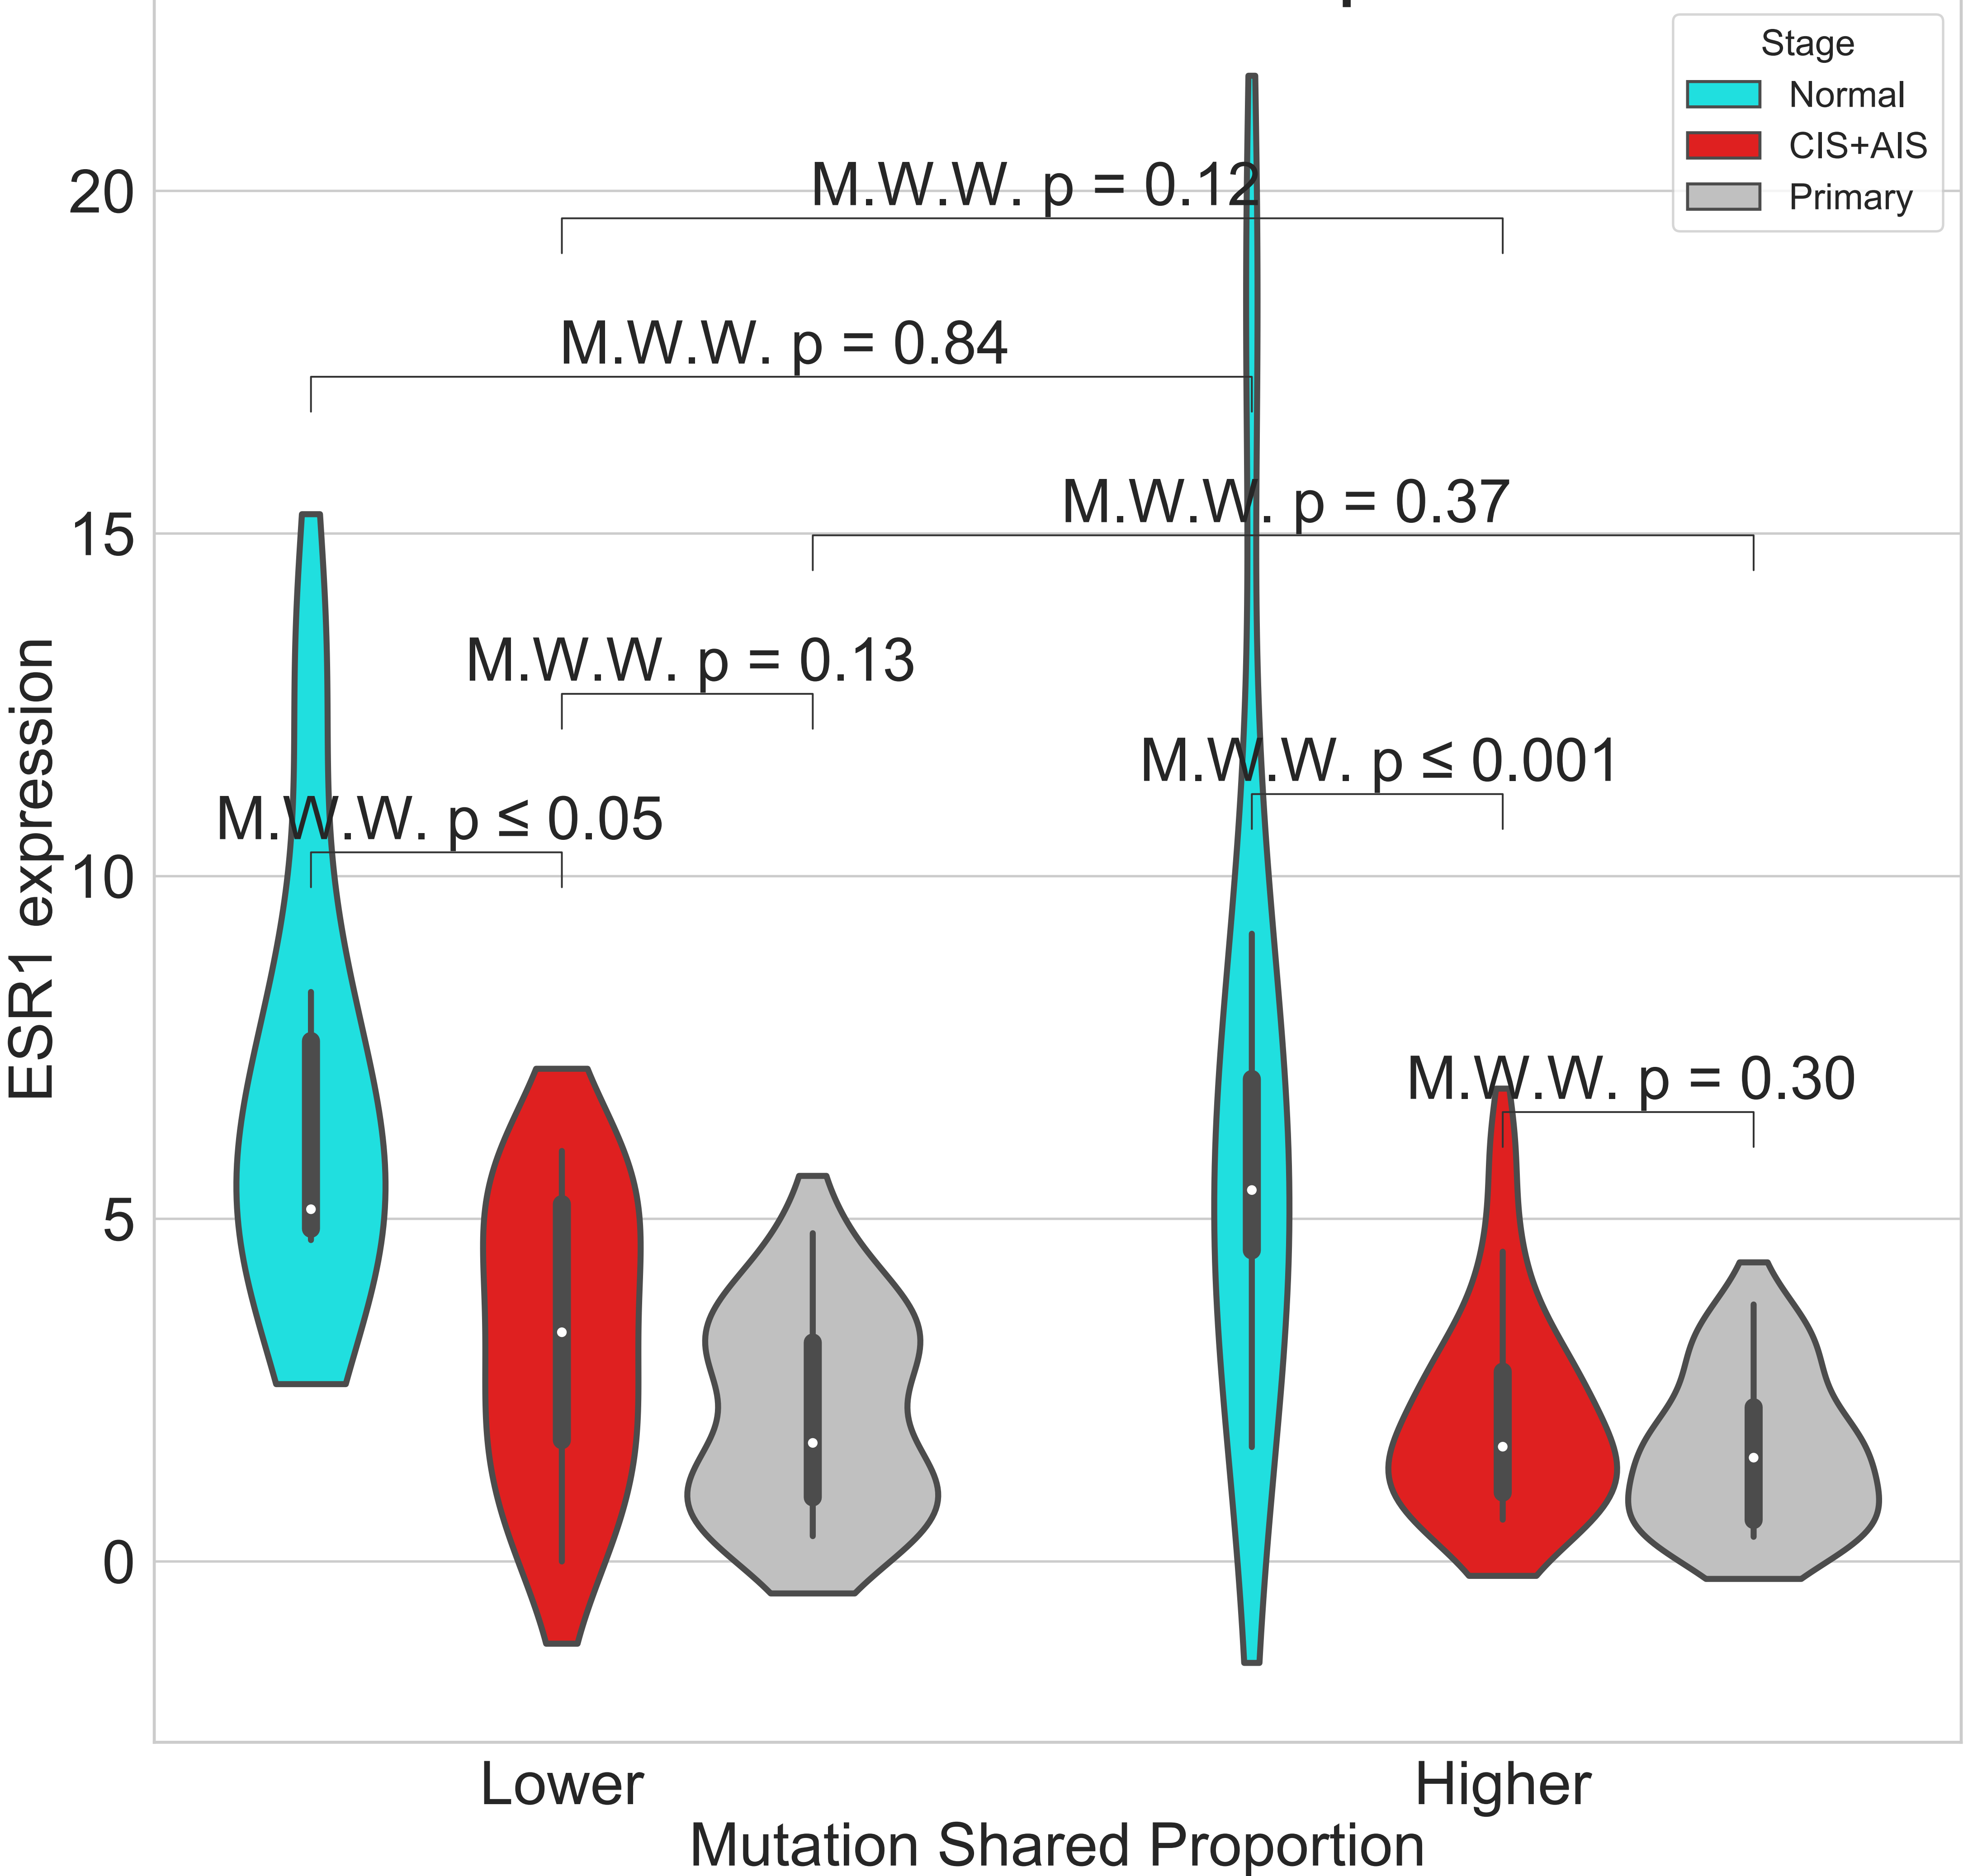 Stage
Normal
CIS+AIS
Primary
20
15
10
5
0
ESR1 expression
M.W.W. p = 0.12
M.W.W. p = 0.84
M.W.W. p = 0.37
M.W.W. p = 0.13
M.W.W. p ≤ 0.001
M.W.W. p ≤ 0.05
M.W.W. p = 0.30
Lower
Higher
Mutation Shared Proportion